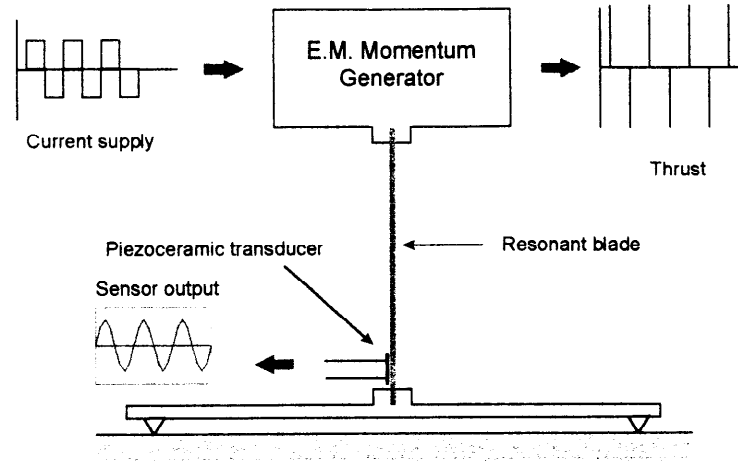 E.M. Momentum
Generator
Current supply
Thrust
Piezoceramic transducer
Resonant blade
Sensor output